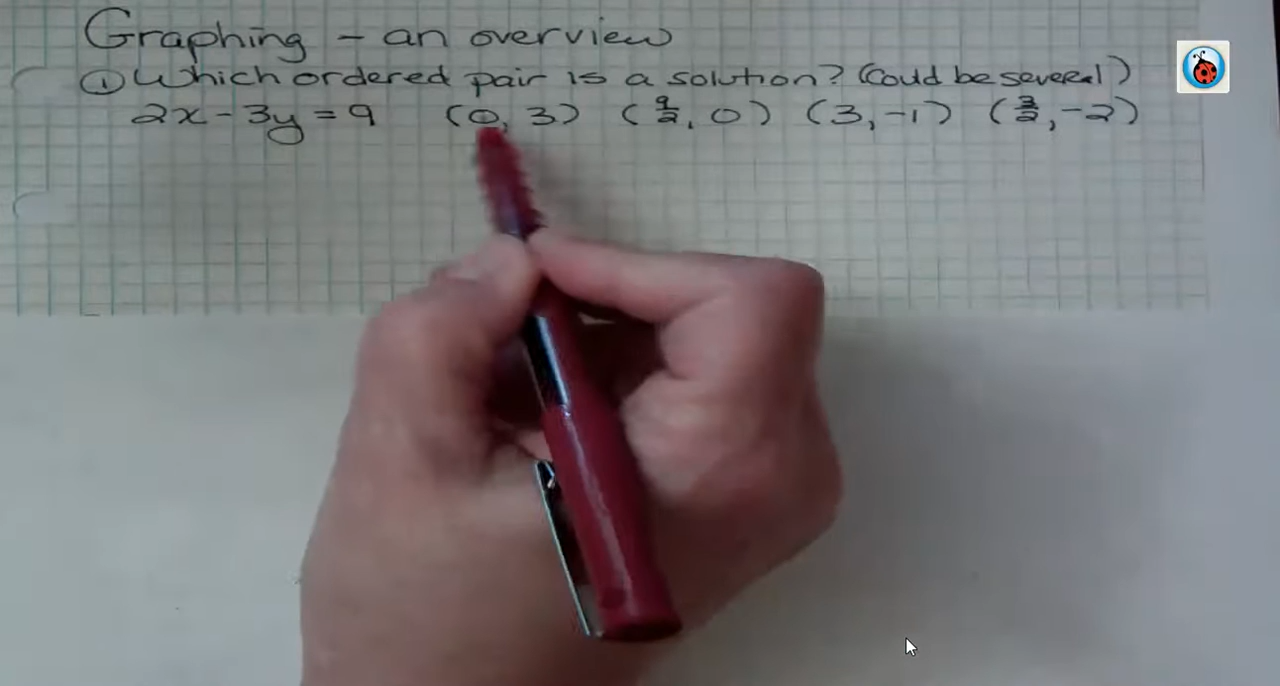 Graphing - an overview
① Which ordered pair is a solution? (Could be several)
2x - 3y = 9 (0, 3) (9/2, 0) (3, -1) (3/2, -2)